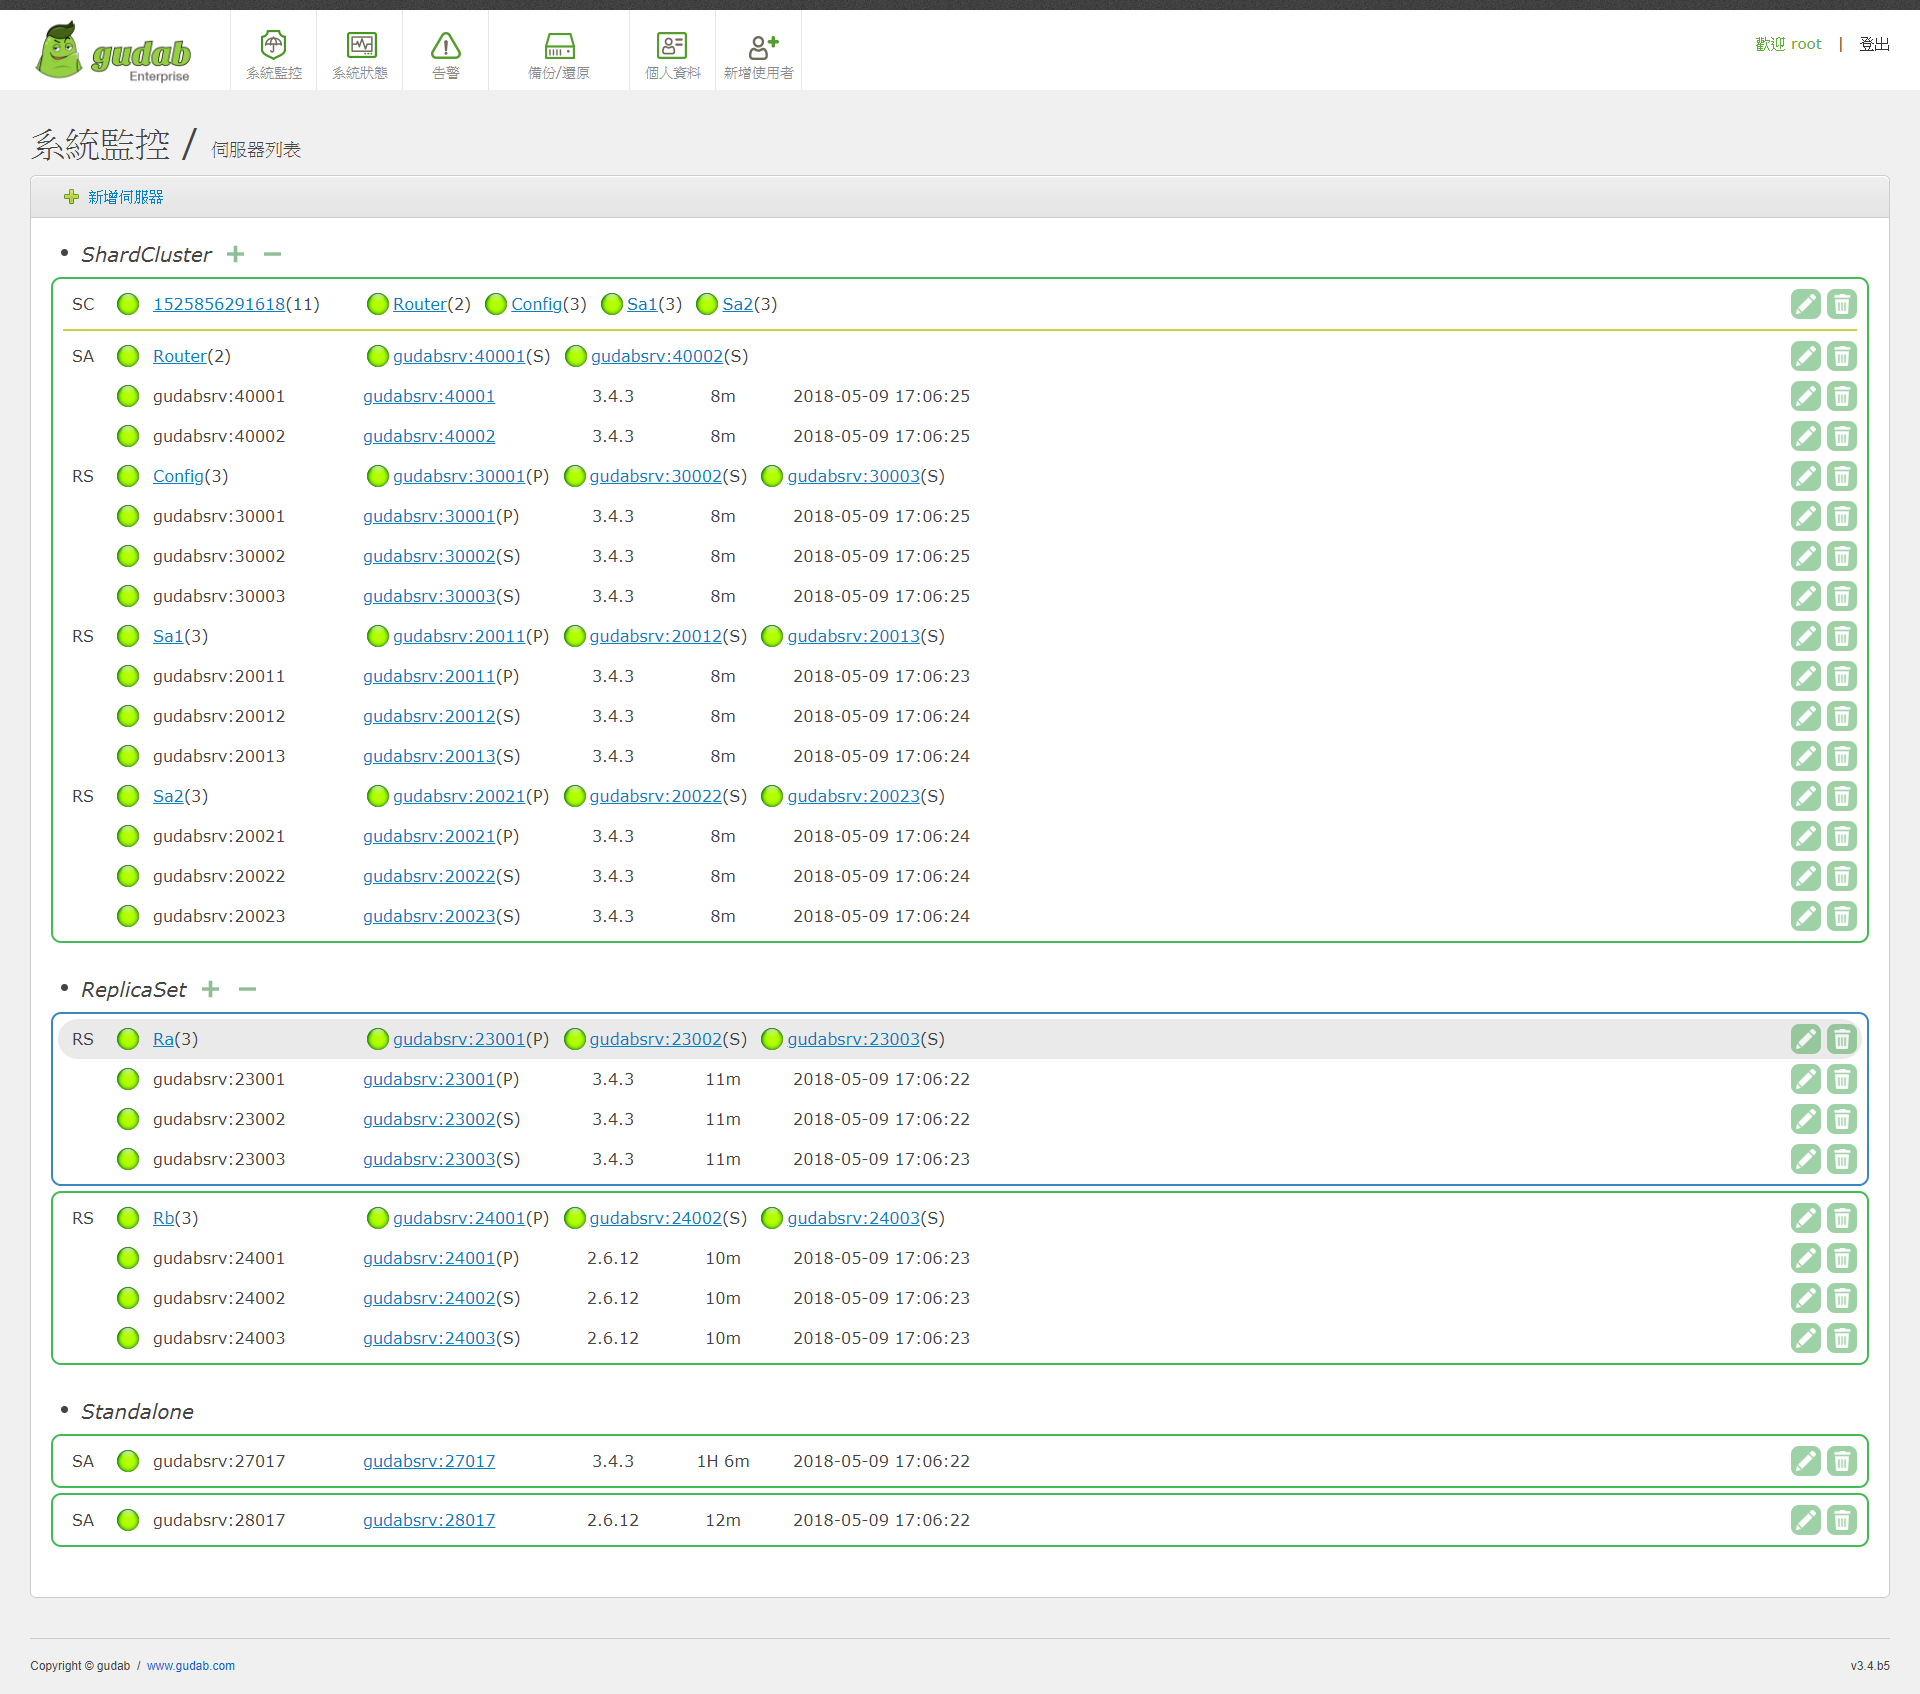 gudab
Enterprise
系統監控
系統狀態
告警
備份/還原
個人資料
新增使用者
歡迎 root | 登出
系統監控 / 伺服器列表
新增伺服器
• ShardCluster + −
SC 1525856291618(11) Router(2) Config(3) Sa1(3) Sa2(3)
SA Router(2) gudabsrv:40001(S) gudabsrv:40002(S)
gudabsrv:40001 gudabsrv:40001 3.4.3 8m 2018-05-09 17:06:25
gudabsrv:40002 gudabsrv:40002 3.4.3 8m 2018-05-09 17:06:25
RS Config(3) gudabsrv:30001(P) gudabsrv:30002(S) gudabsrv:30003(S)
gudabsrv:30001 gudabsrv:30001(P) 3.4.3 8m 2018-05-09 17:06:25
gudabsrv:30002 gudabsrv:30002(S) 3.4.3 8m 2018-05-09 17:06:25
gudabsrv:30003 gudabsrv:30003(S) 3.4.3 8m 2018-05-09 17:06:25
RS Sa1(3) gudabsrv:20011(P) gudabsrv:20012(S) gudabsrv:20013(S)
gudabsrv:20011 gudabsrv:20011(P) 3.4.3 8m 2018-05-09 17:06:23
gudabsrv:20012 gudabsrv:20012(S) 3.4.3 8m 2018-05-09 17:06:24
gudabsrv:20013 gudabsrv:20013(S) 3.4.3 8m 2018-05-09 17:06:24
RS Sa2(3) gudabsrv:20021(P) gudabsrv:20022(S) gudabsrv:20023(S)
gudabsrv:20021 gudabsrv:20021(P) 3.4.3 8m 2018-05-09 17:06:24
gudabsrv:20022 gudabsrv:20022(S) 3.4.3 8m 2018-05-09 17:06:24
gudabsrv:20023 gudabsrv:20023(S) 3.4.3 8m 2018-05-09 17:06:24
• ReplicaSet + −
RS Ra(3) gudabsrv:23001(P) gudabsrv:23002(S) gudabsrv:23003(S)
gudabsrv:23001 gudabsrv:23001(P) 3.4.3 11m 2018-05-09 17:06:22
gudabsrv:23002 gudabsrv:23002(S) 3.4.3 11m 2018-05-09 17:06:22
gudabsrv:23003 gudabsrv:23003(S) 3.4.3 11m 2018-05-09 17:06:23
RS Rb(3) gudabsrv:24001(P) gudabsrv:24002(S) gudabsrv:24003(S)
gudabsrv:24001 gudabsrv:24001(P) 2.6.12 10m 2018-05-09 17:06:23
gudabsrv:24002 gudabsrv:24002(S) 2.6.12 10m 2018-05-09 17:06:23
gudabsrv:24003 gudabsrv:24003(S) 2.6.12 10m 2018-05-09 17:06:23
• Standalone
SA gudabsrv:27017 gudabsrv:27017 3.4.3 1H 6m 2018-05-09 17:06:22
SA gudabsrv:28017 gudabsrv:28017 2.6.12 12m 2018-05-09 17:06:22
Copyright © gudab / www.gudab.com v3.4.b5